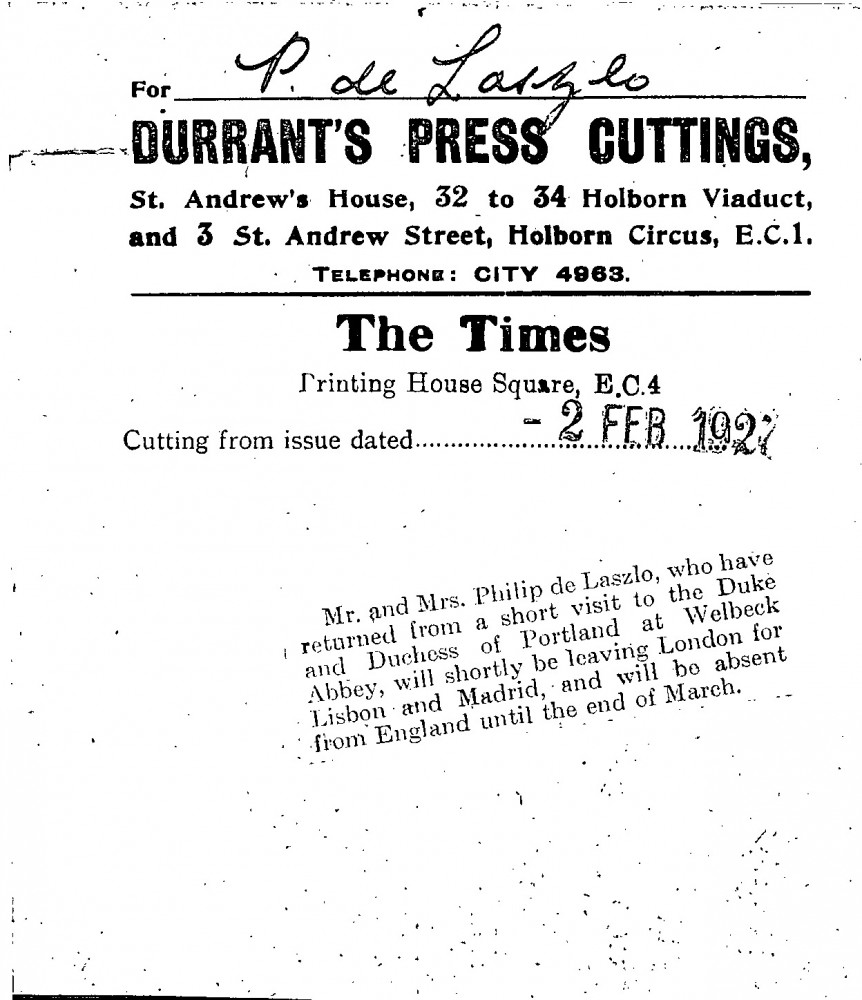 For P. de Laszlo
DURRANT'S PRESS CUTTINGS,
St. Andrew's House, 32 to 34 Holborn Viaduct,
and 3 St. Andrew Street, Holborn Circus, E.C.1.
TELEPHONE: CITY 4963.
The Times
Printing House Square, E.C.4
Cutting from issue dated - 2 FEB 1927
Mr. and Mrs. Philip de Laszlo, who have
returned from a short visit to the Duke
and Duchess of Portland at Welbeck
Abbey, will shortly be leaving London for
Lisbon and Madrid, and will be absent
from England until the end of March.